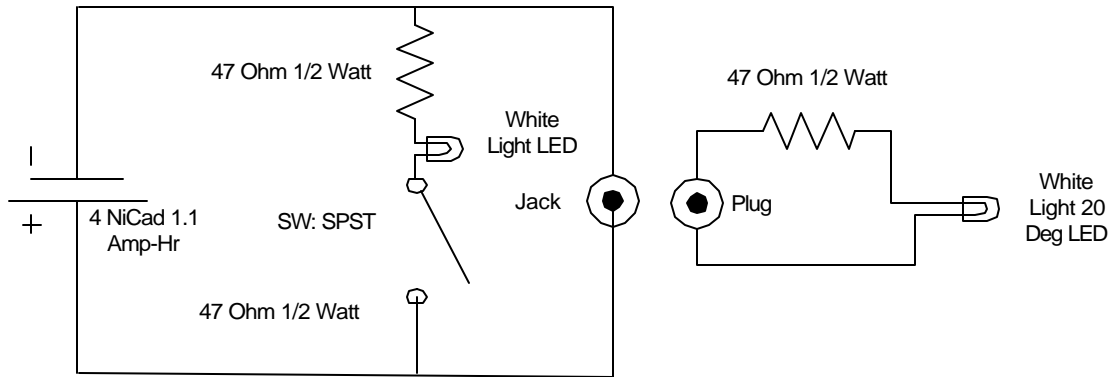 47 Ohm 1/2 Watt
47 Ohm 1/2 Watt
White
Light LED
White
Light 20
Deg LED
Jack
Plug
−
+
4 NiCad 1.1
Amp-Hr
SW: SPST
47 Ohm 1/2 Watt